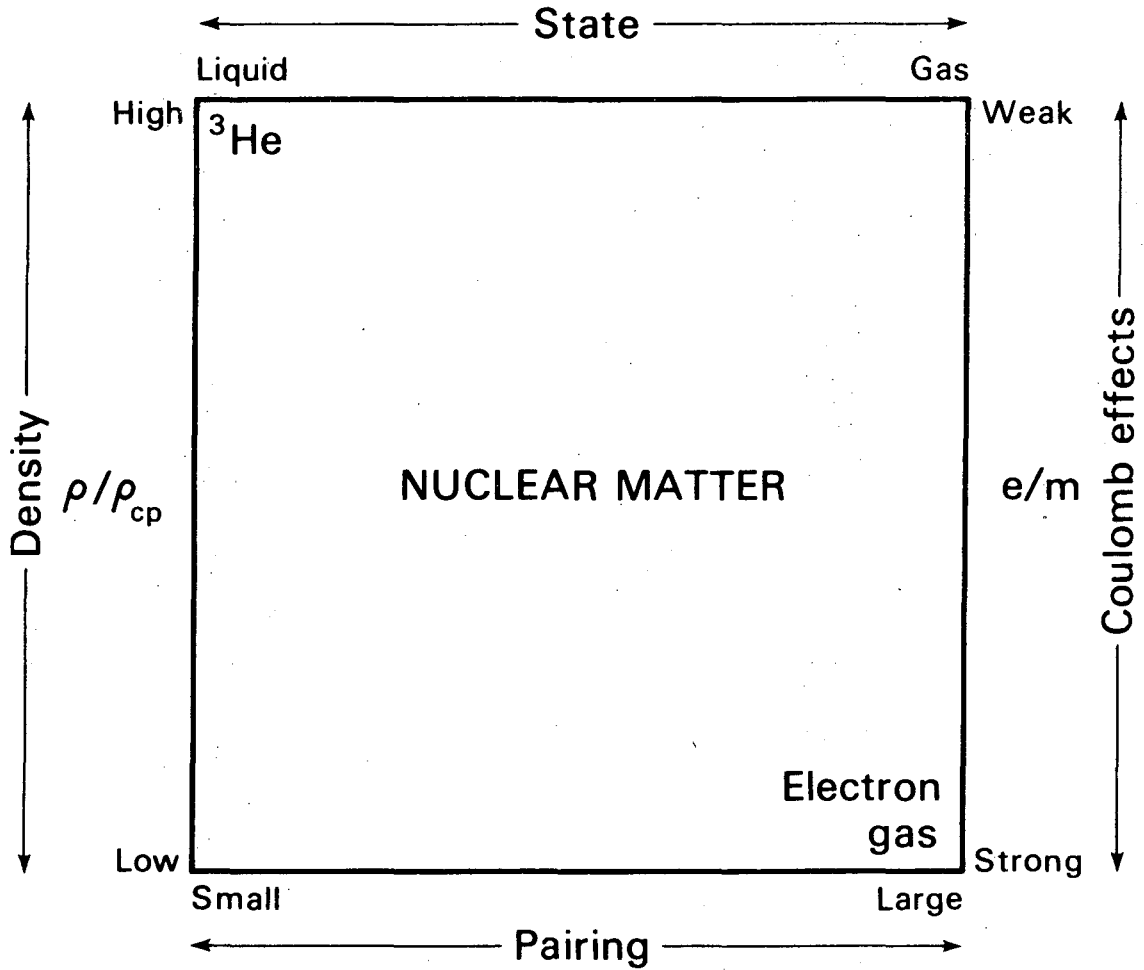 State
Liquid Gas
High Weak
³He
Density
ρ/ρcp
NUCLEAR MATTER
e/m
Coulomb effects
Electron
gas
Low Strong
Small Large
Pairing